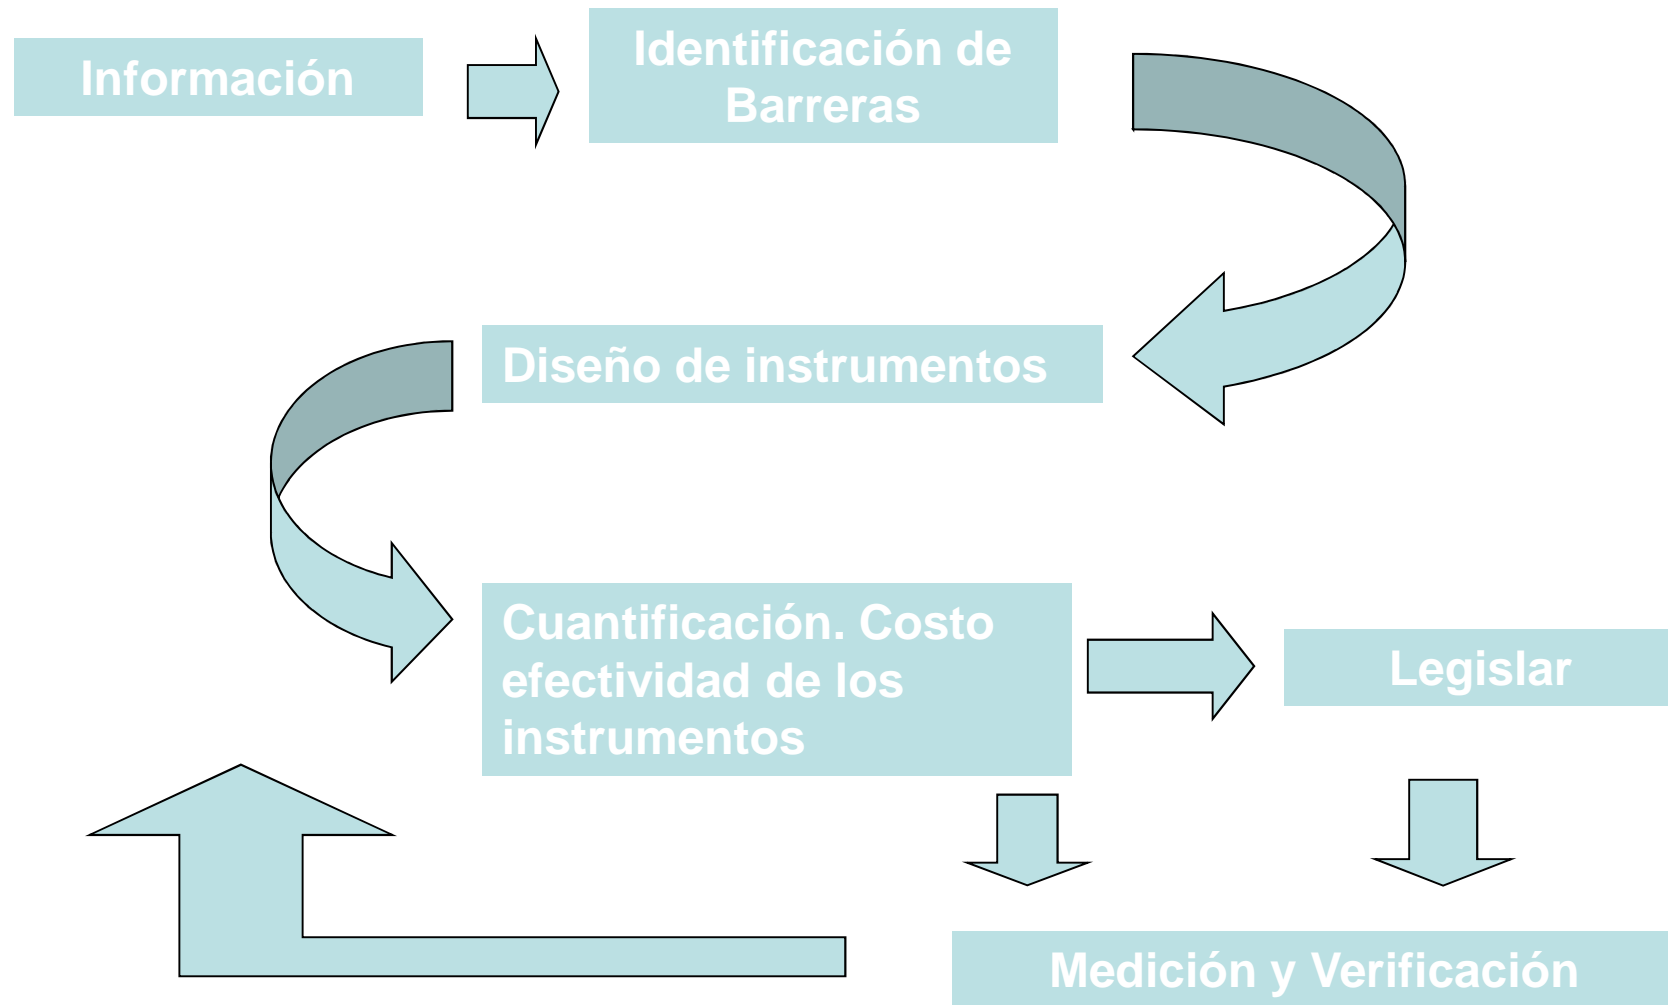 Información
Identificación de
Barreras
Diseño de instrumentos
Cuantificación. Costo
efectividad de los
instrumentos
Legislar
Medición y Verificación